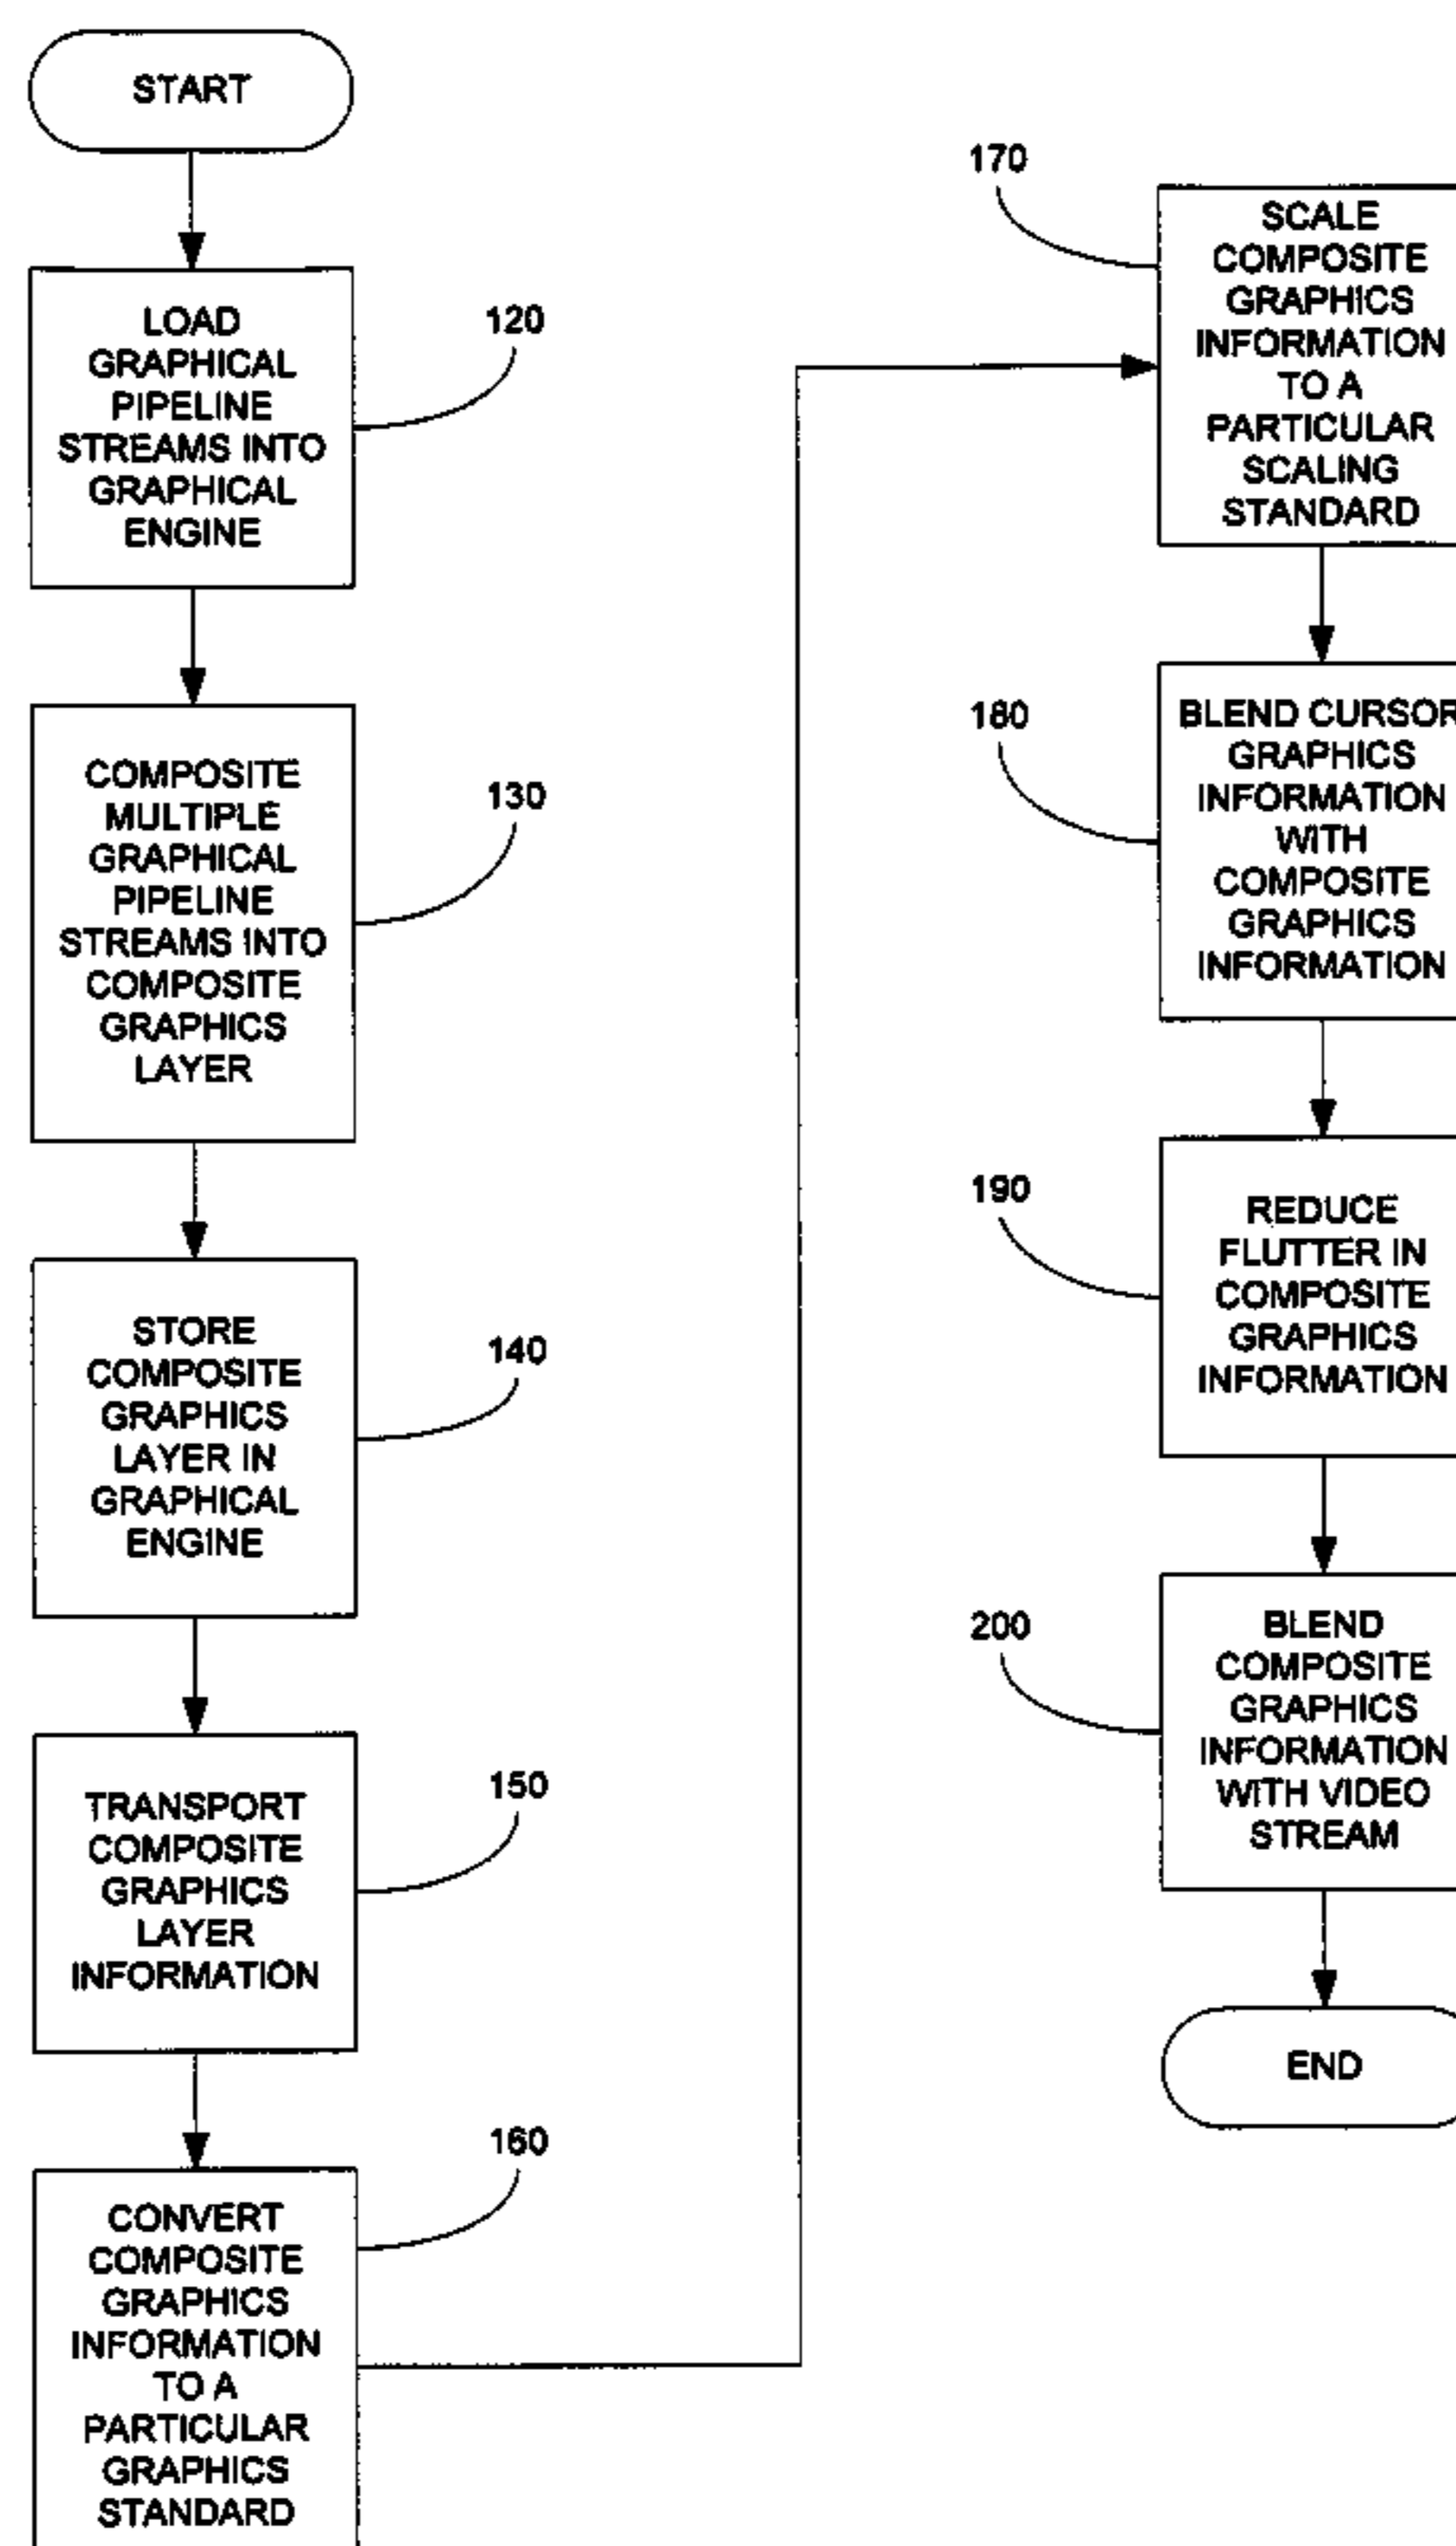 START
120
LOAD
GRAPHICAL
PIPELINE
STREAMS INTO
GRAPHICAL
ENGINE
130
COMPOSITE
MULTIPLE
GRAPHICAL
PIPELINE
STREAMS INTO
COMPOSITE
GRAPHICS
LAYER
140
STORE
COMPOSITE
GRAPHICS
LAYER IN
GRAPHICAL
ENGINE
150
TRANSPORT
COMPOSITE
GRAPHICS
LAYER
INFORMATION
160
CONVERT
COMPOSITE
GRAPHICS
INFORMATION
TO A
PARTICULAR
GRAPHICS
STANDARD
170
SCALE
COMPOSITE
GRAPHICS
INFORMATION
TO A
PARTICULAR
SCALING
STANDARD
180
BLEND CURSOR
GRAPHICS
INFORMATION
WITH
COMPOSITE
GRAPHICS
INFORMATION
190
REDUCE
FLUTTER IN
COMPOSITE
GRAPHICS
INFORMATION
200
BLEND
COMPOSITE
GRAPHICS
INFORMATION
WITH VIDEO
STREAM
END